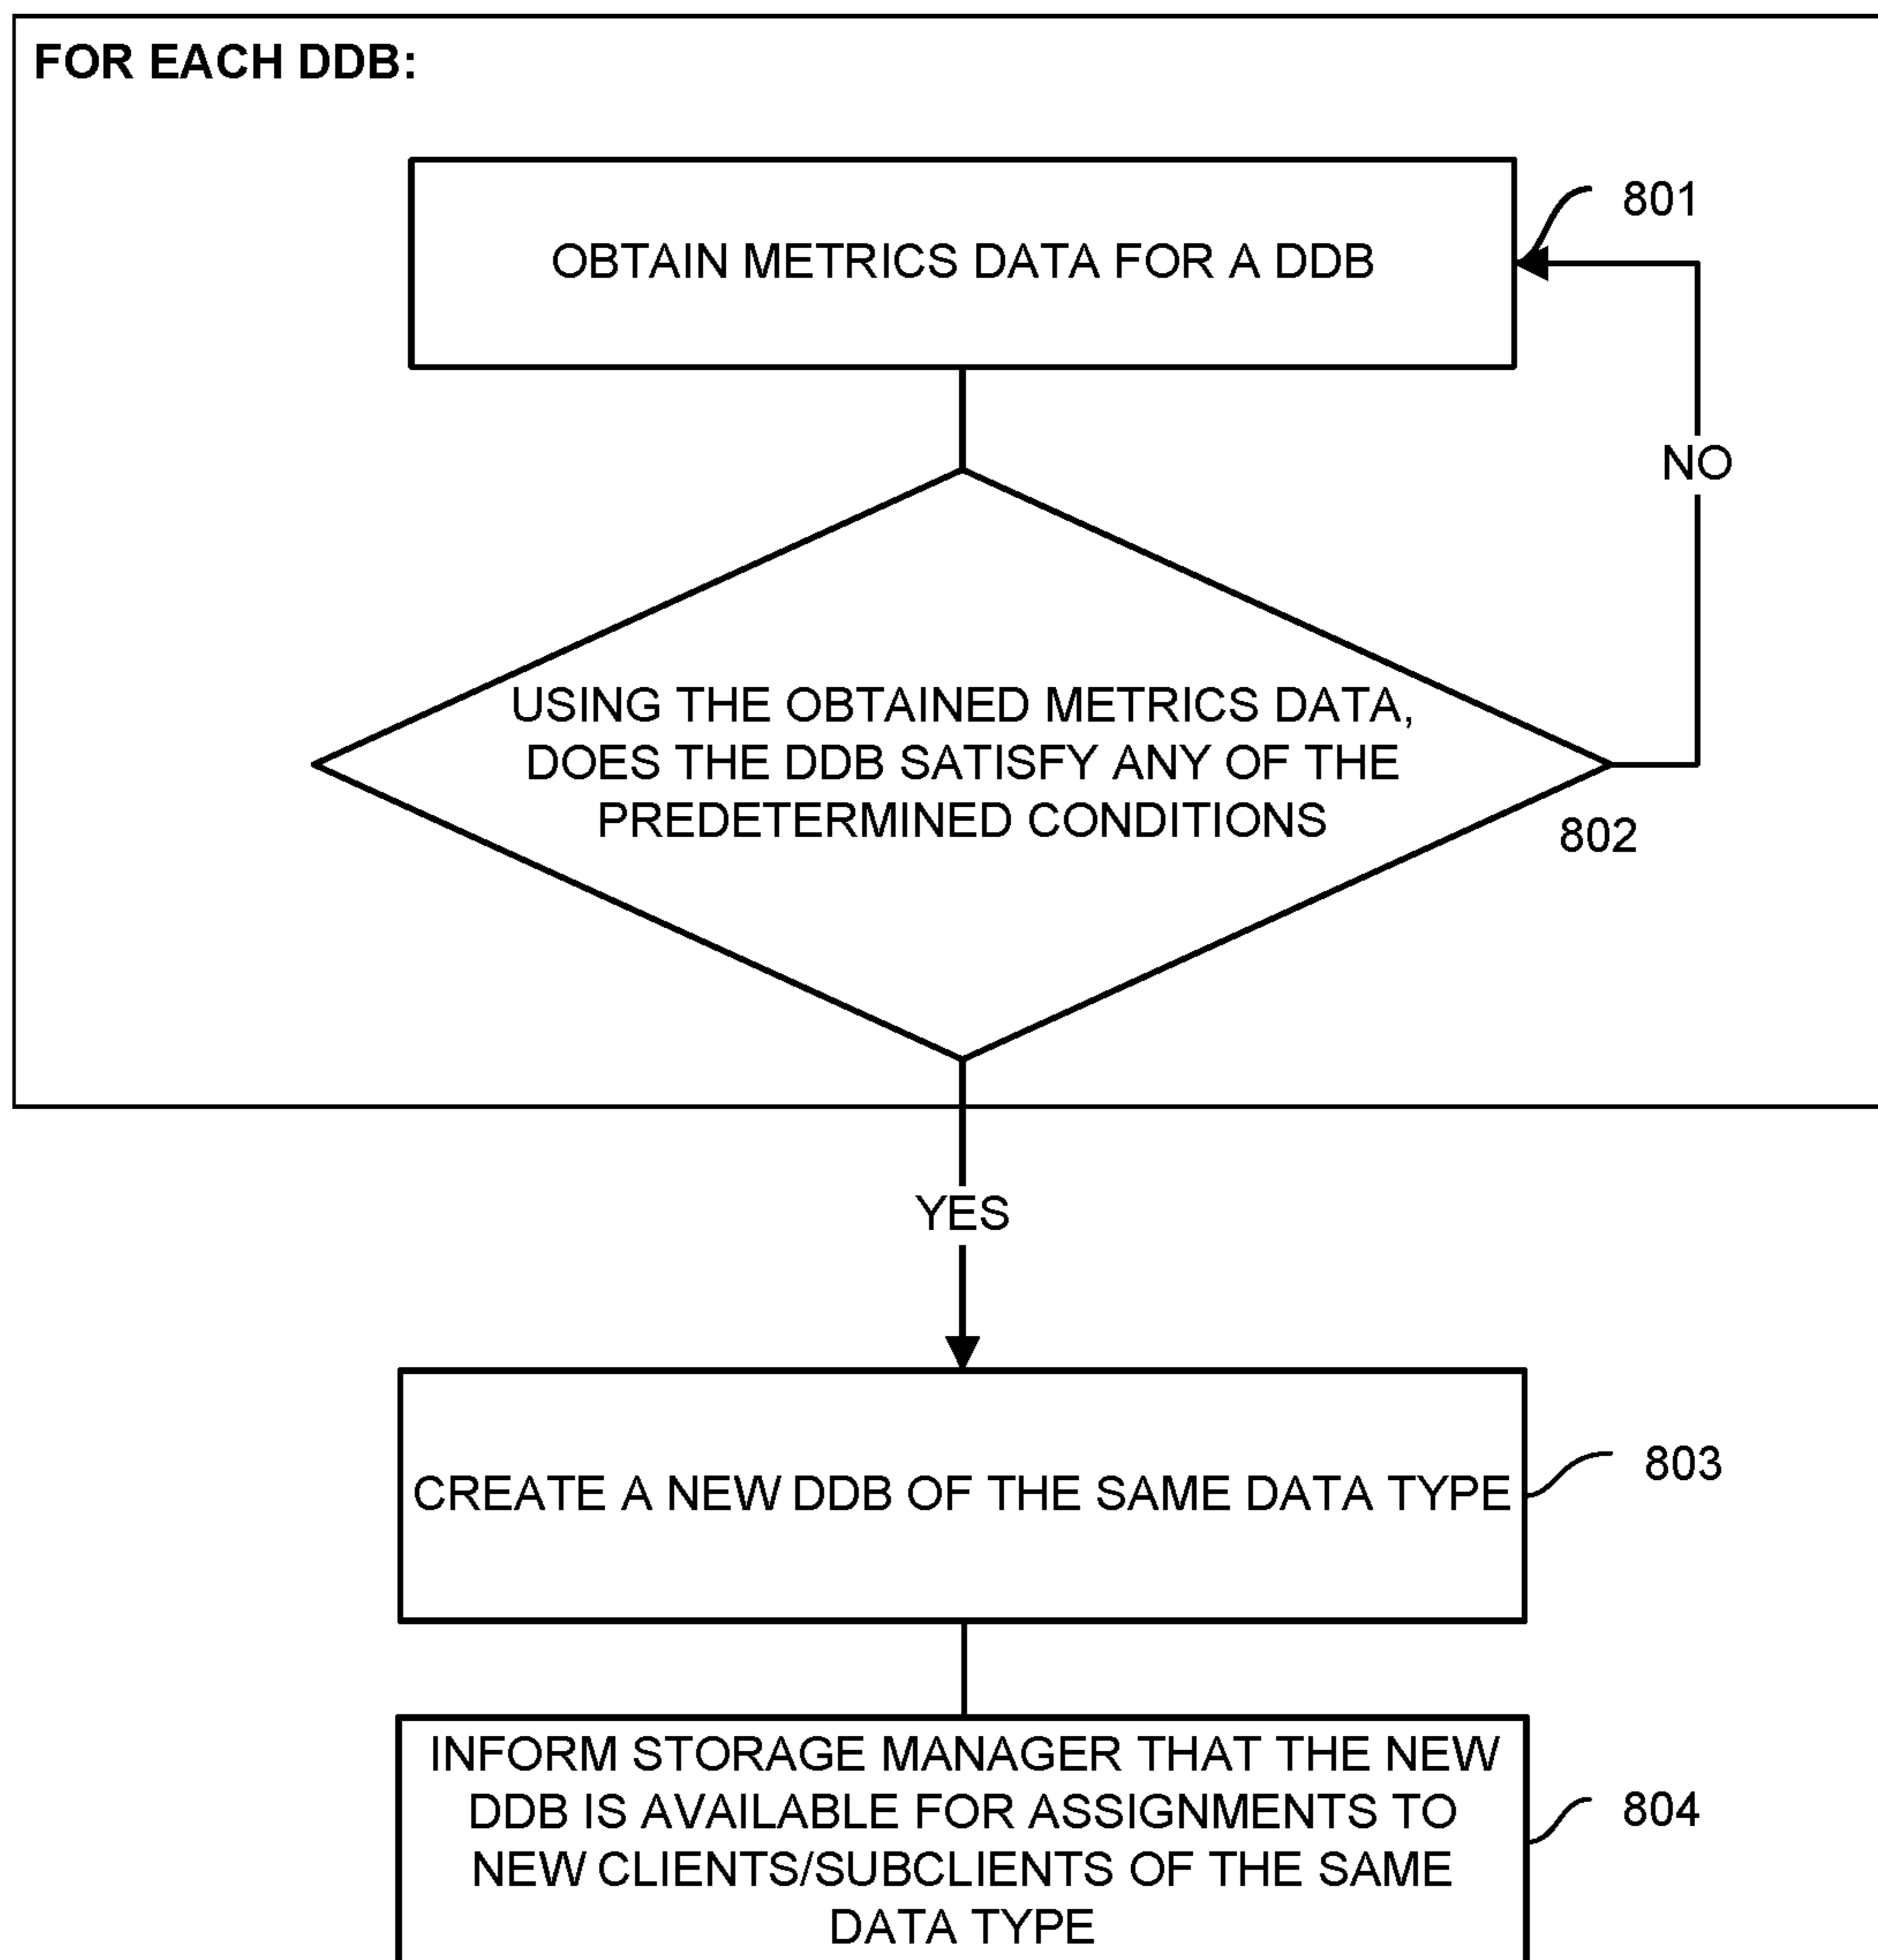 FOR EACH DDB:
801
OBTAIN METRICS DATA FOR A DDB
NO
USING THE OBTAINED METRICS DATA,
DOES THE DDB SATISFY ANY OF THE
PREDETERMINED CONDITIONS
802
YES
803
CREATE A NEW DDB OF THE SAME DATA TYPE
INFORM STORAGE MANAGER THAT THE NEW
DDB IS AVAILABLE FOR ASSIGNMENTS TO
804
NEW CLIENTS/SUBCLIENTS OF THE SAME
DATA TYPE